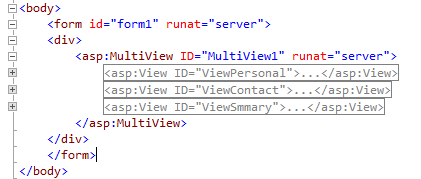 <body>
<form id="form1" runat="server">
<div>
<asp:MultiView ID="MultiView1" runat="server">
<asp:View ID="ViewPersonal">...</asp:View>
<asp:View ID="ViewContact">...</asp:View>
<asp:View ID="ViewSmmary">...</asp:View>
</asp:MultiView>
</div>
</form>
</body>